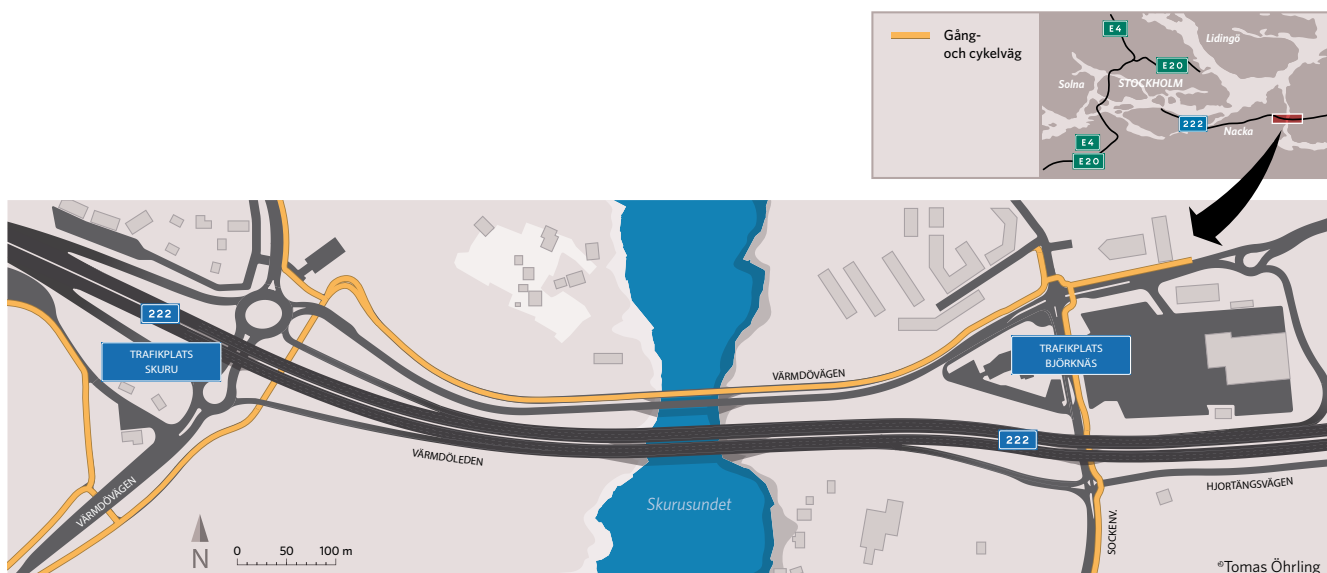 Gång-
och cykelväg
E4
Lidingö
E20
Solna
STOCKHOLM
222
Nacka
E4
E20
222
TRAFIKPLATS
SKURU
TRAFIKPLATS
BJÖRKNÄS
VÄRMDÖVÄGEN
222
VÄRMDÖLEDEN
HJORTÄNGSVÄGEN
VÄRMDÖVÄGEN
Skurusundet
SOCKENV.
N
0 50 100 m
©Tomas Öhrling